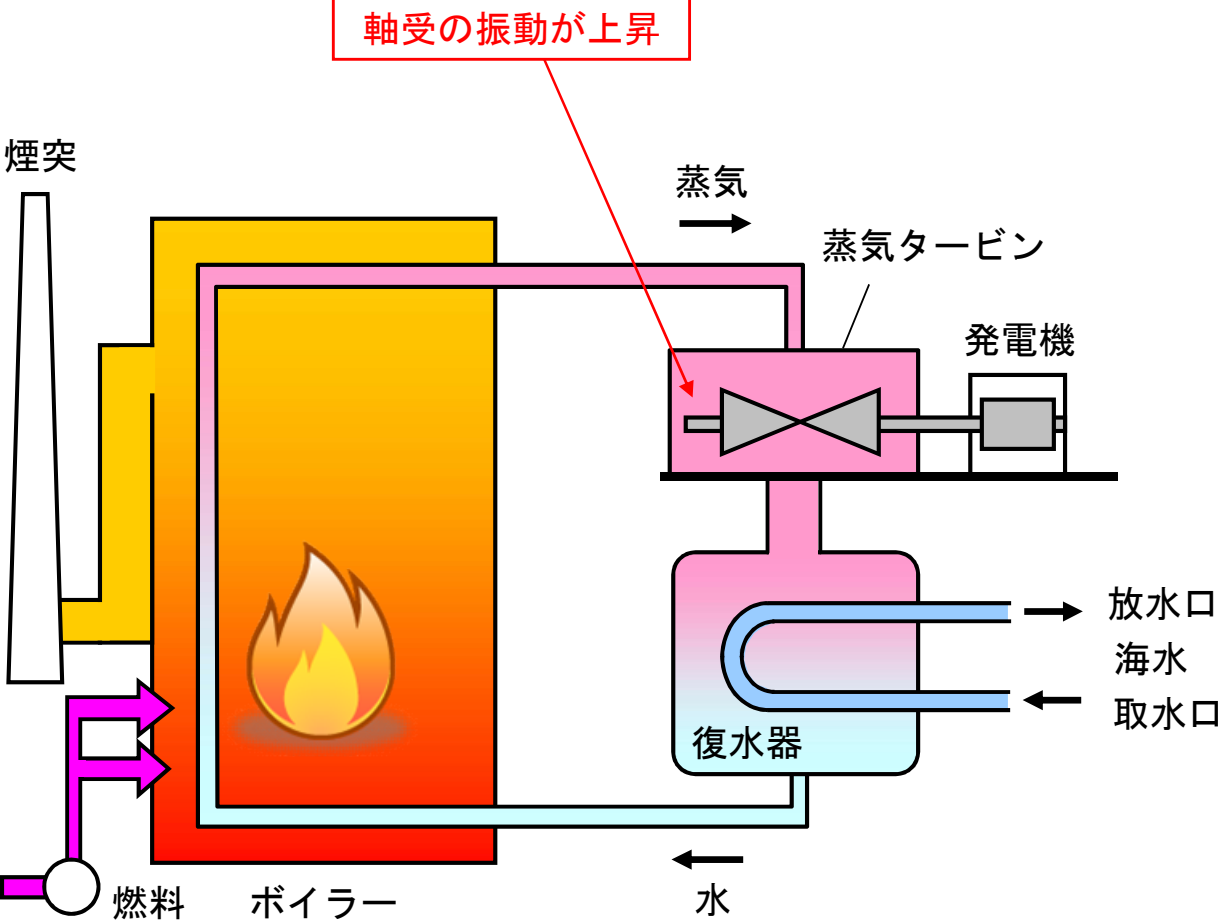 軸受の振動が上昇
煙突
蒸気
蒸気タービン
発電機
放水口
海水
取水口
復水器
水
燃料
ボイラー